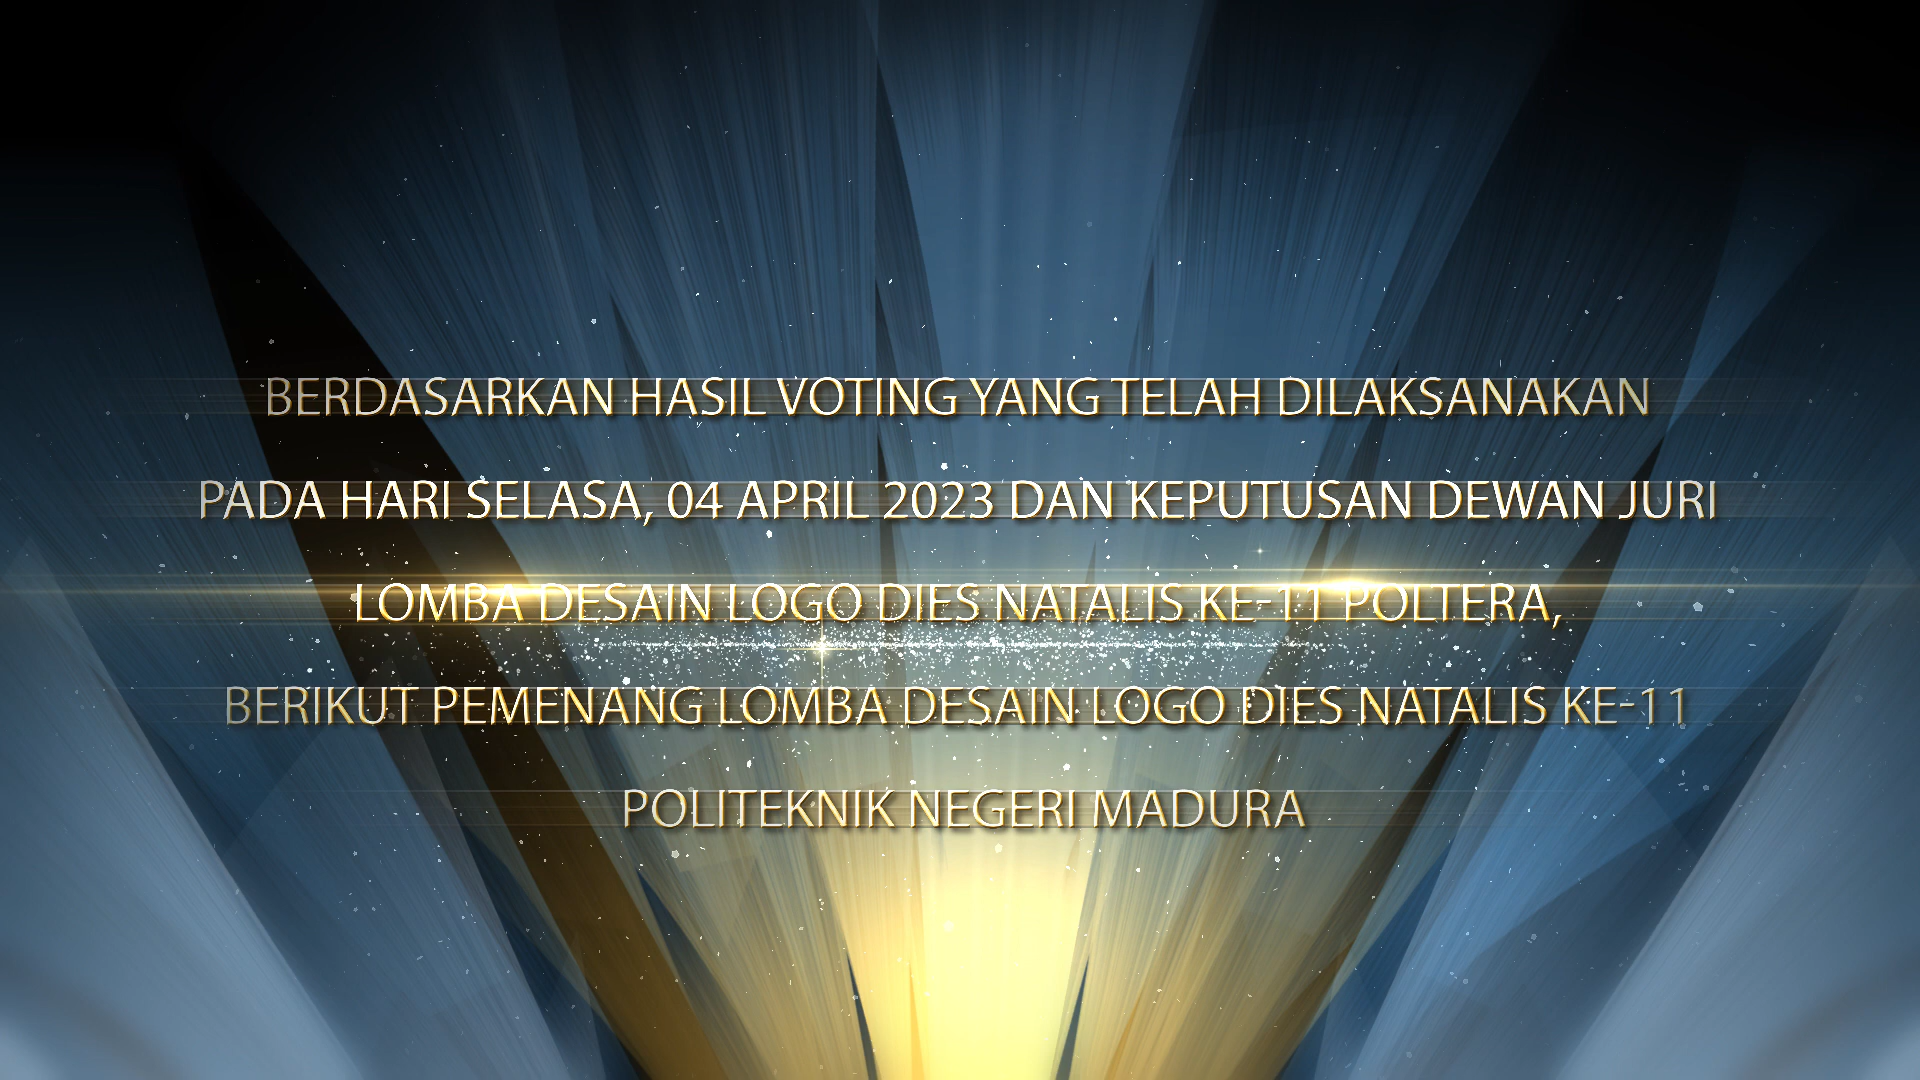 BERDASARKAN HASIL VOTING YANG TELAH DILAKSANAKAN
PADA HARI SELASA, 04 APRIL 2023 DAN KEPUTUSAN DEWAN JURI
LOMBA DESAIN LOGO DIES NATALIS KE-11 POLTERA,
BERIKUT PEMENANG LOMBA DESAIN LOGO DIES NATALIS KE-11
POLITEKNIK NEGERI MADURA